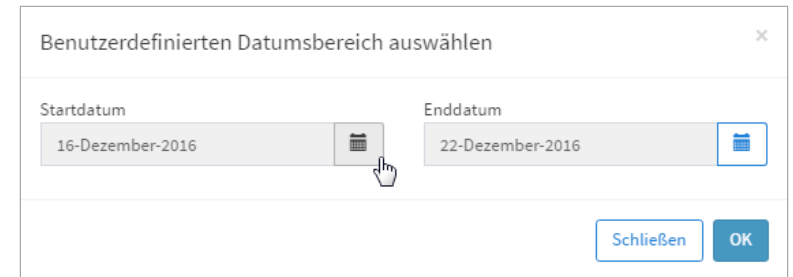 Benutzerdefinierten Datumsbereich auswählen ×
Startdatum Enddatum
16-Dezember-2016 22-Dezember-2016
Schließen OK